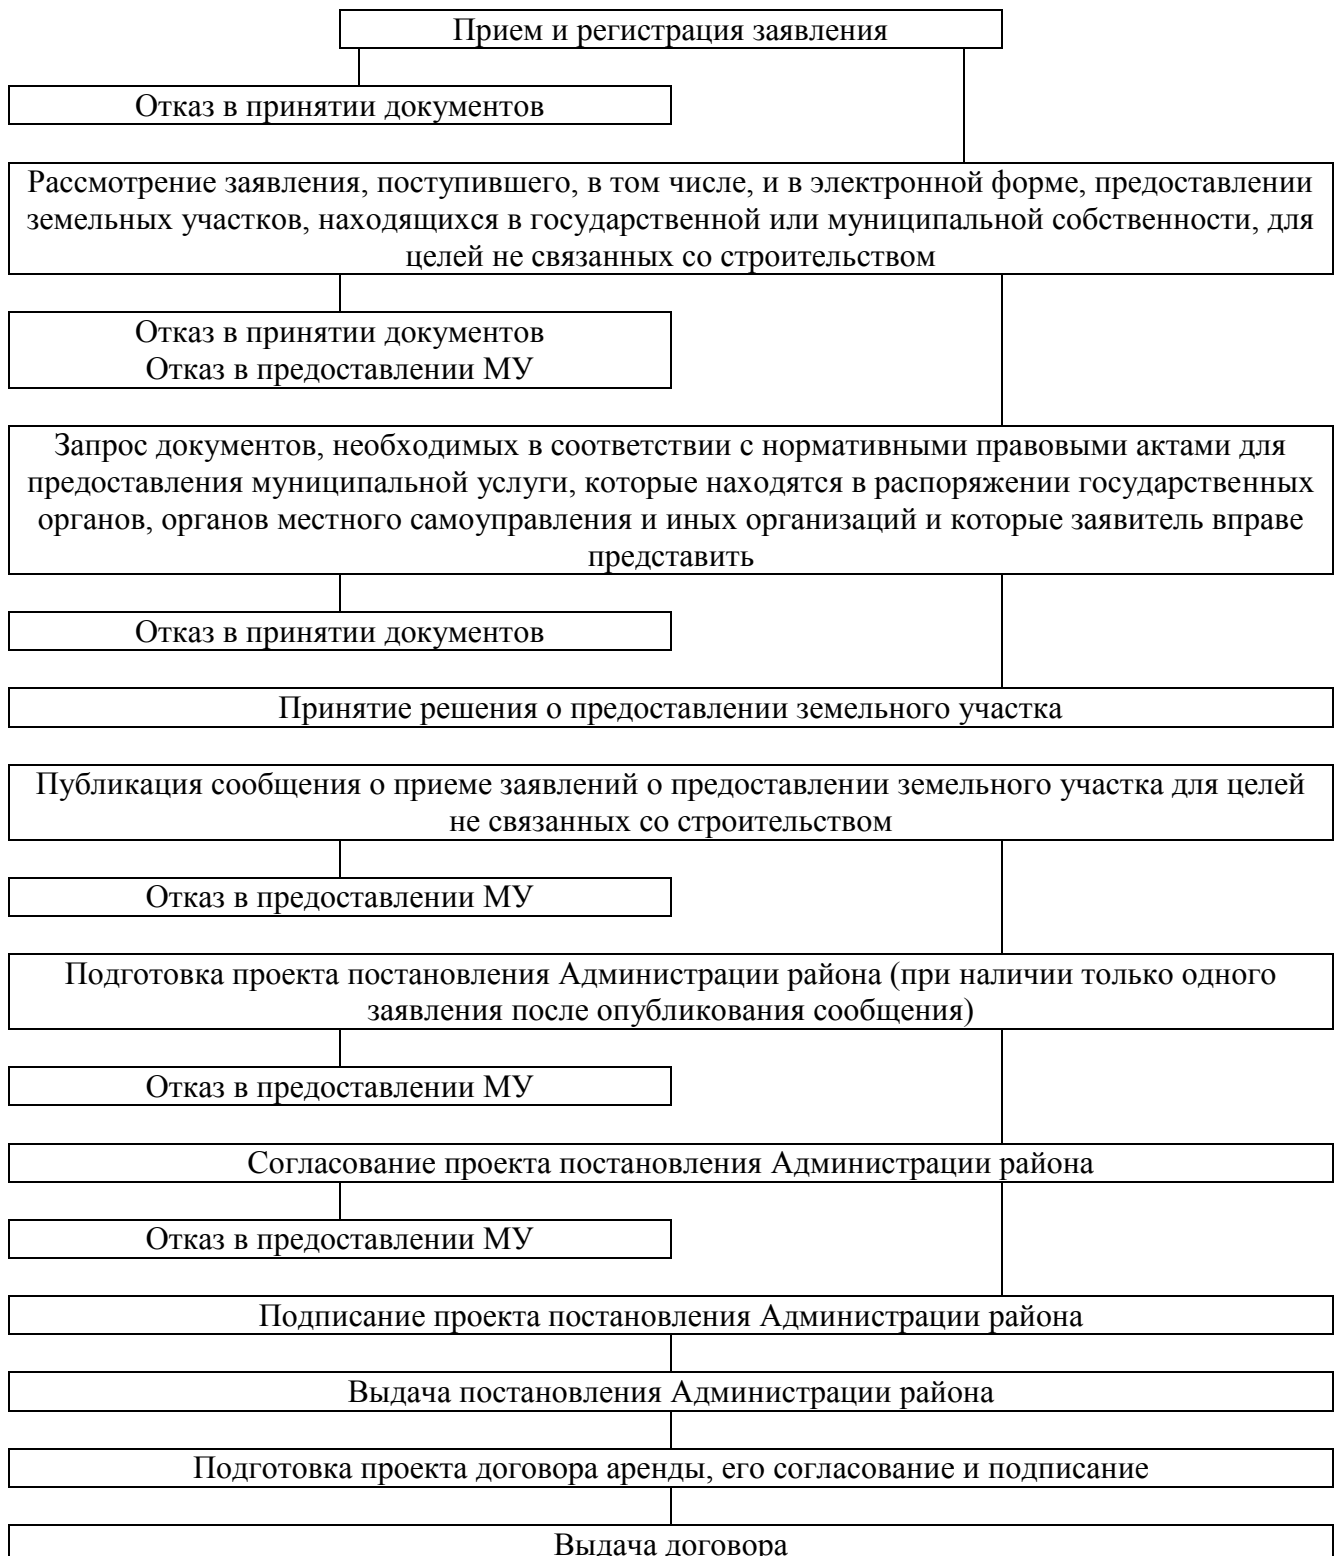 Прием и регистрация заявления
Отказ в принятии документов
Рассмотрение заявления, поступившего, в том числе, и в электронной форме, предоставлении
земельных участков, находящихся в государственной или муниципальной собственности, для
целей не связанных со строительством
Отказ в принятии документов
Отказ в предоставлении МУ
Запрос документов, необходимых в соответствии с нормативными правовыми актами для
предоставления муниципальной услуги, которые находятся в распоряжении государственных
органов, органов местного самоуправления и иных организаций и которые заявитель вправе
представить
Отказ в принятии документов
Принятие решения о предоставлении земельного участка
Публикация сообщения о приеме заявлений о предоставлении земельного участка для целей
не связанных со строительством
Отказ в предоставлении МУ
Подготовка проекта постановления Администрации района (при наличии только одного
заявления после опубликования сообщения)
Отказ в предоставлении МУ
Согласование проекта постановления Администрации района
Отказ в предоставлении МУ
Подписание проекта постановления Администрации района
Выдача постановления Администрации района
Подготовка проекта договора аренды, его согласование и подписание
Выдача договора